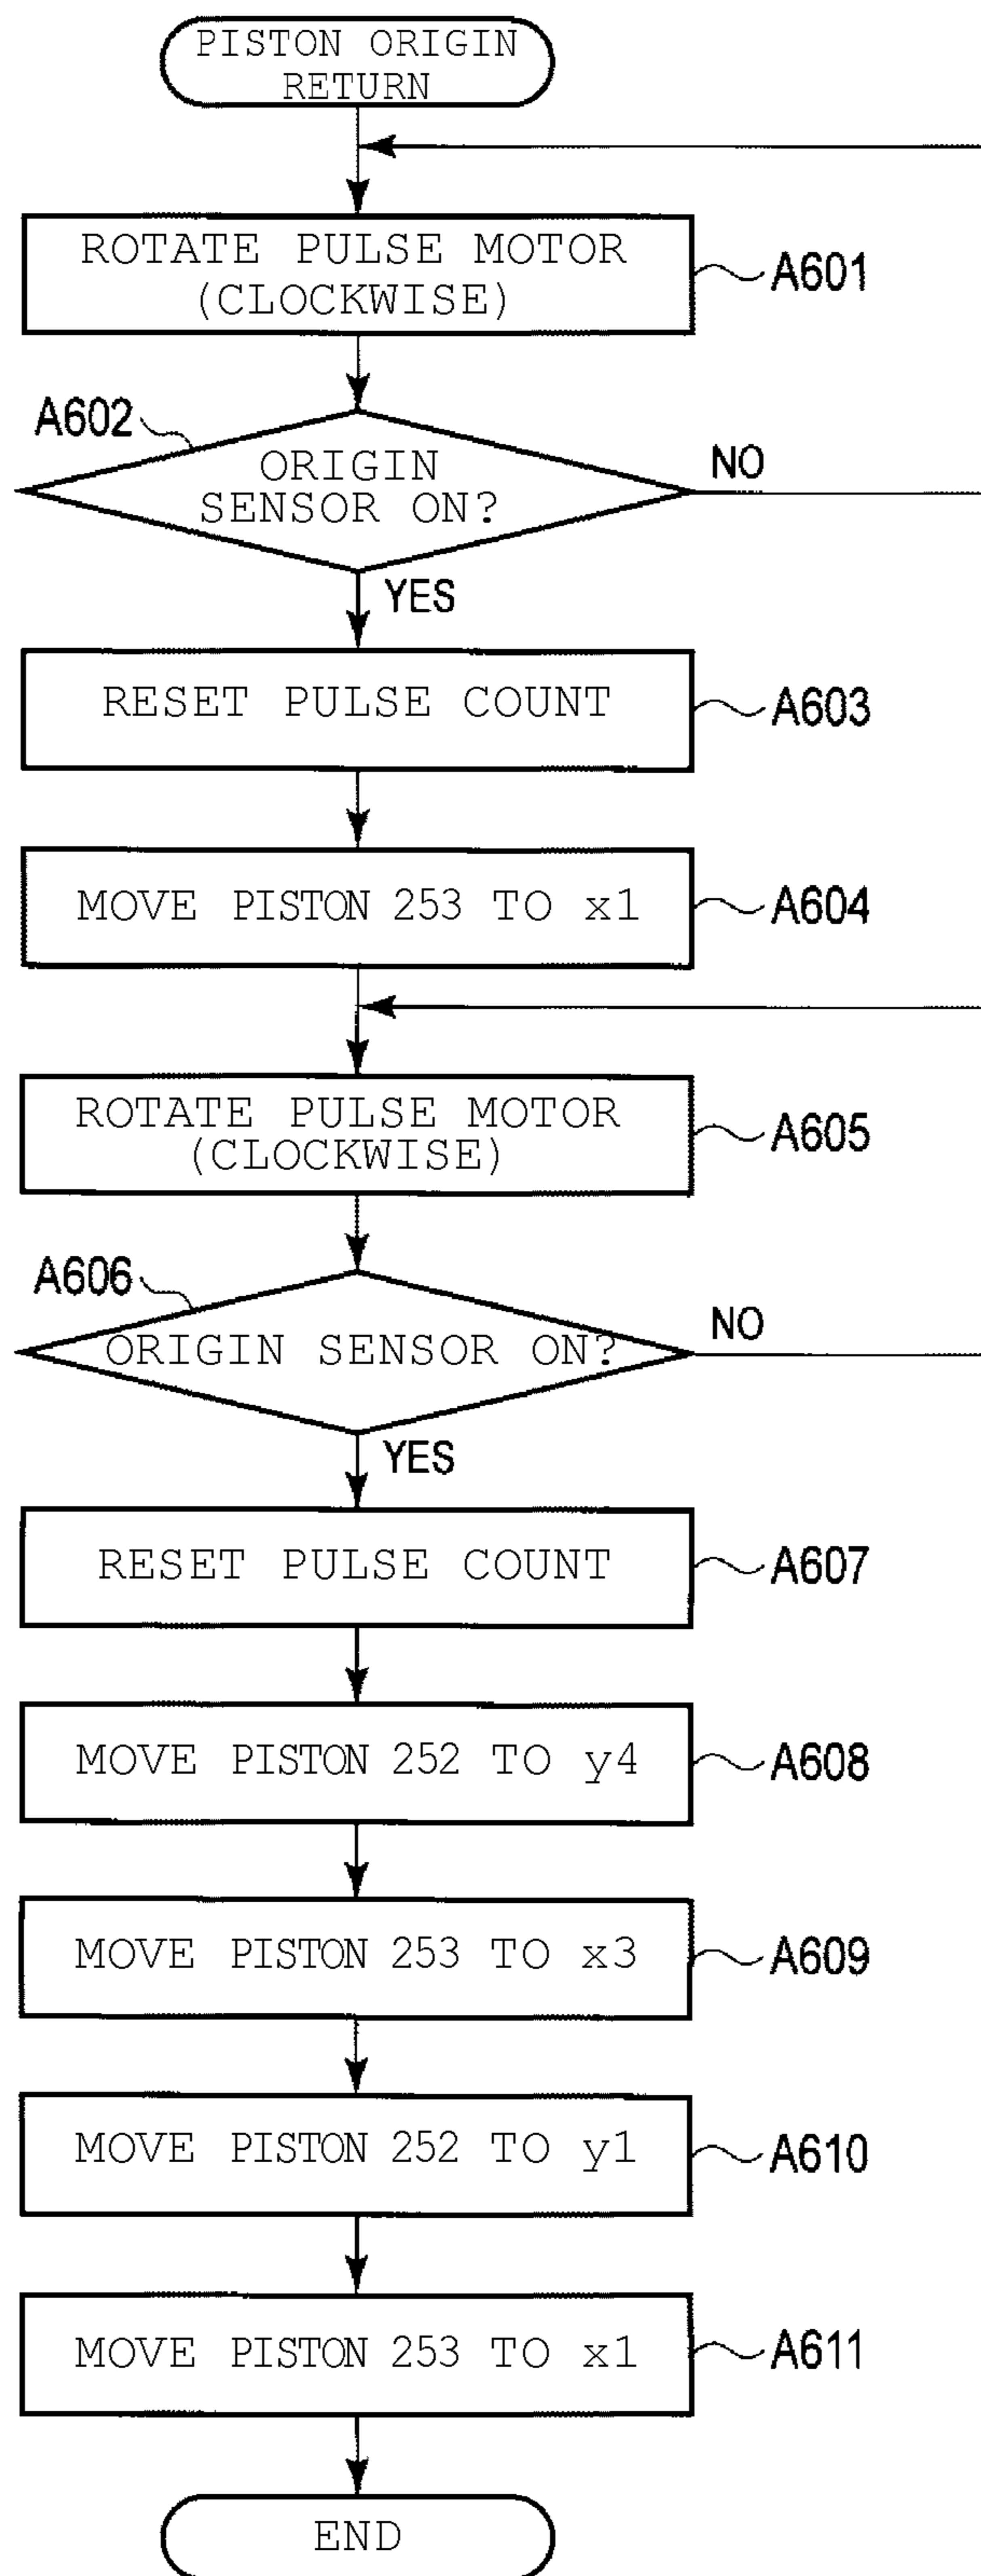 PISTON ORIGIN
RETURN
ROTATE PULSE MOTOR
(CLOCKWISE)
A601
A602
ORIGIN
SENSOR ON?
NO
YES
RESET PULSE COUNT
A603
MOVE PISTON 253 TO x1
A604
ROTATE PULSE MOTOR
(CLOCKWISE)
A605
A606
ORIGIN SENSOR ON?
NO
YES
RESET PULSE COUNT
A607
MOVE PISTON 252 TO y4
A608
MOVE PISTON 253 TO x3
A609
MOVE PISTON 252 TO y1
A610
MOVE PISTON 253 TO x1
A611
END